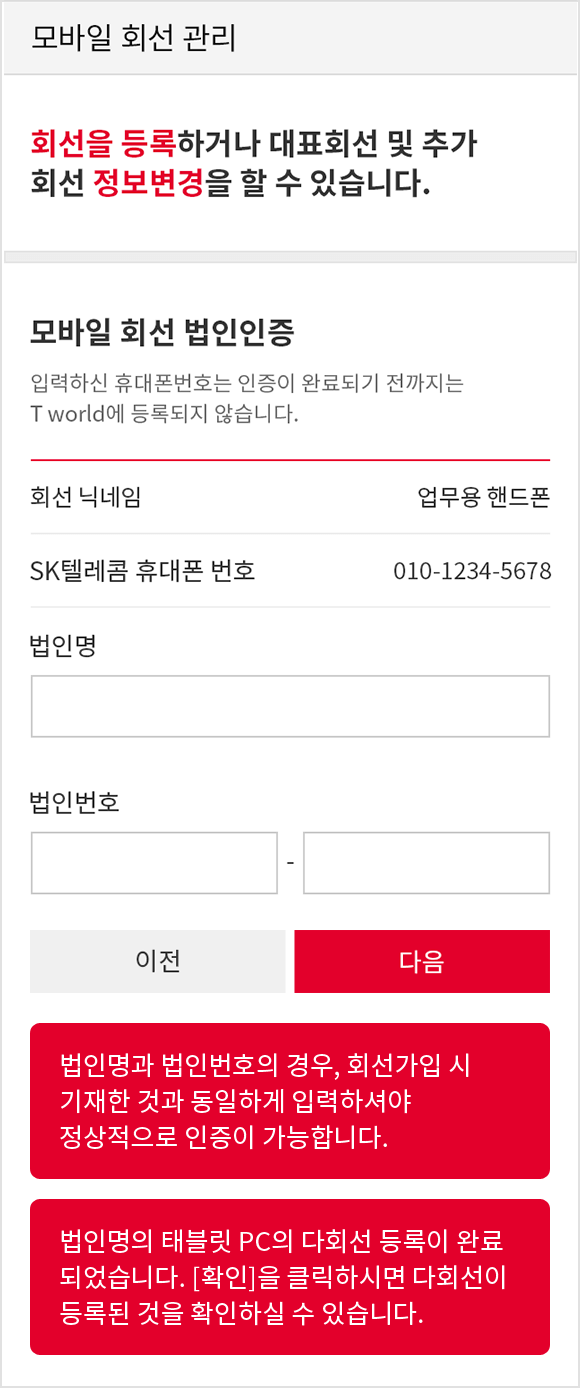 모바일 회선 관리
회선을 등록하거나 대표회선 및 추가
회선 정보변경을 할 수 있습니다.
모바일 회선 법인인증
입력하신 휴대폰번호는 인증이 완료되기 전까지는
T world에 등록되지 않습니다.
회선 닉네임 업무용 핸드폰
SK텔레콤 휴대폰 번호 010-1234-5678
법인명
법인번호
-
이전 다음
법인명과 법인번호의 경우, 회선가입 시
기재한 것과 동일하게 입력하셔야
정상적으로 인증이 가능합니다.
법인명의 태블릿 PC의 다회선 등록이 완료
되었습니다. [확인]을 클릭하시면 다회선이
등록된 것을 확인하실 수 있습니다.